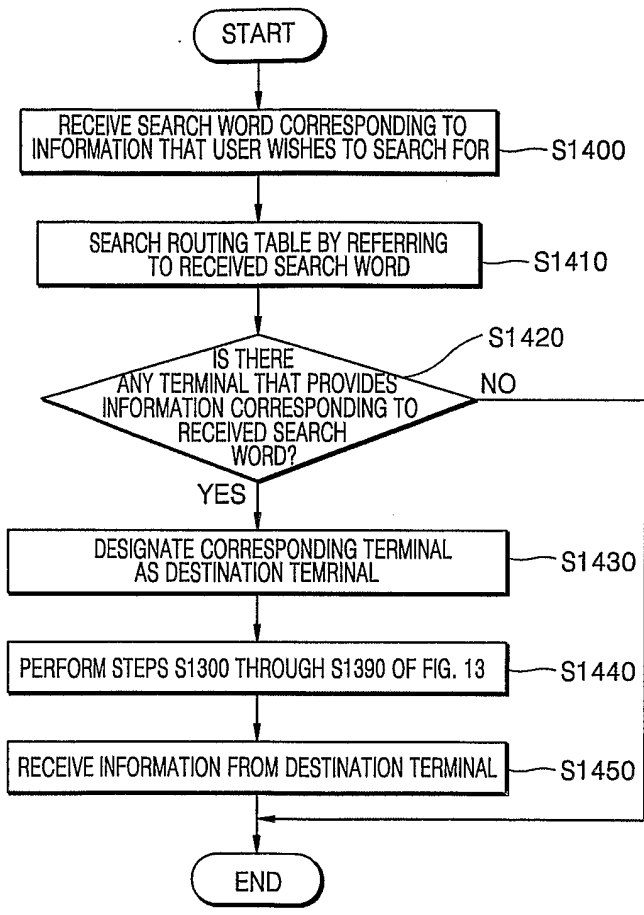 START
RECEIVE SEARCH WORD CORRESPONDING TO
INFORMATION THAT USER WISHES TO SEARCH FOR
S1400
SEARCH ROUTING TABLE BY REFERRING
TO RECEIVED SEARCH WORD
S1410
S1420
IS THERE
ANY TERMINAL THAT PROVIDES
INFORMATION CORRESPONDING TO
RECEIVED SEARCH
WORD?
NO
YES
DESIGNATE CORRESPONDING TERMINAL
AS DESTINATION TEMRINAL
S1430
PERFORM STEPS S1300 THROUGH S1390 OF FIG. 13
S1440
RECEIVE INFORMATION FROM DESTINATION TERMINAL
S1450
END